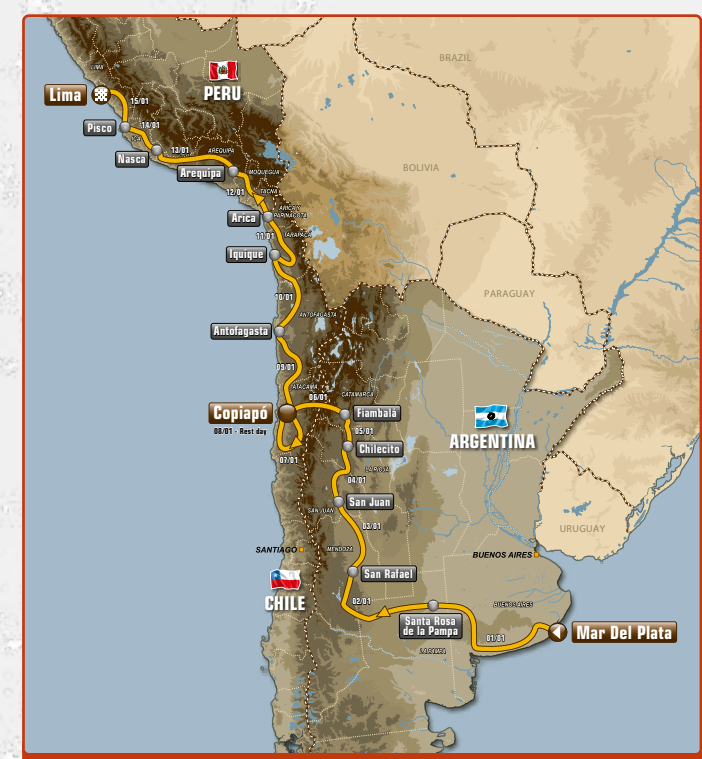 BRAZIL
LIMA
PERU
Lima
15/01
Pisco
14/01
ICA
Nasca
13/01
AREQUIPA
Arequipa
MOQUEGUA
BOLIVIA
12/01
TACNA
ARICA Y
PARINACOTA
Arica
11/01
TARAPACA
Iquique
10/01
PARAGUAY
ANTOFAGASTA
Antofagasta
09/01
ATACAMA
06/01
CATAMARCA
Copiapó
08/01 - Rest day
Fiambalá
05/01
ARGENTINA
07/01
Chilecito
LA RIOJA
04/01
San Juan
SAN JUAN
03/01
URUGUAY
SANTIAGO
MENDOZA
BUENOS AIRES
San Rafael
CHILE
02/01
BUENOS AIRES
Santa Rosa
de la Pampa
01/01
Mar Del Plata
LA PAMPA